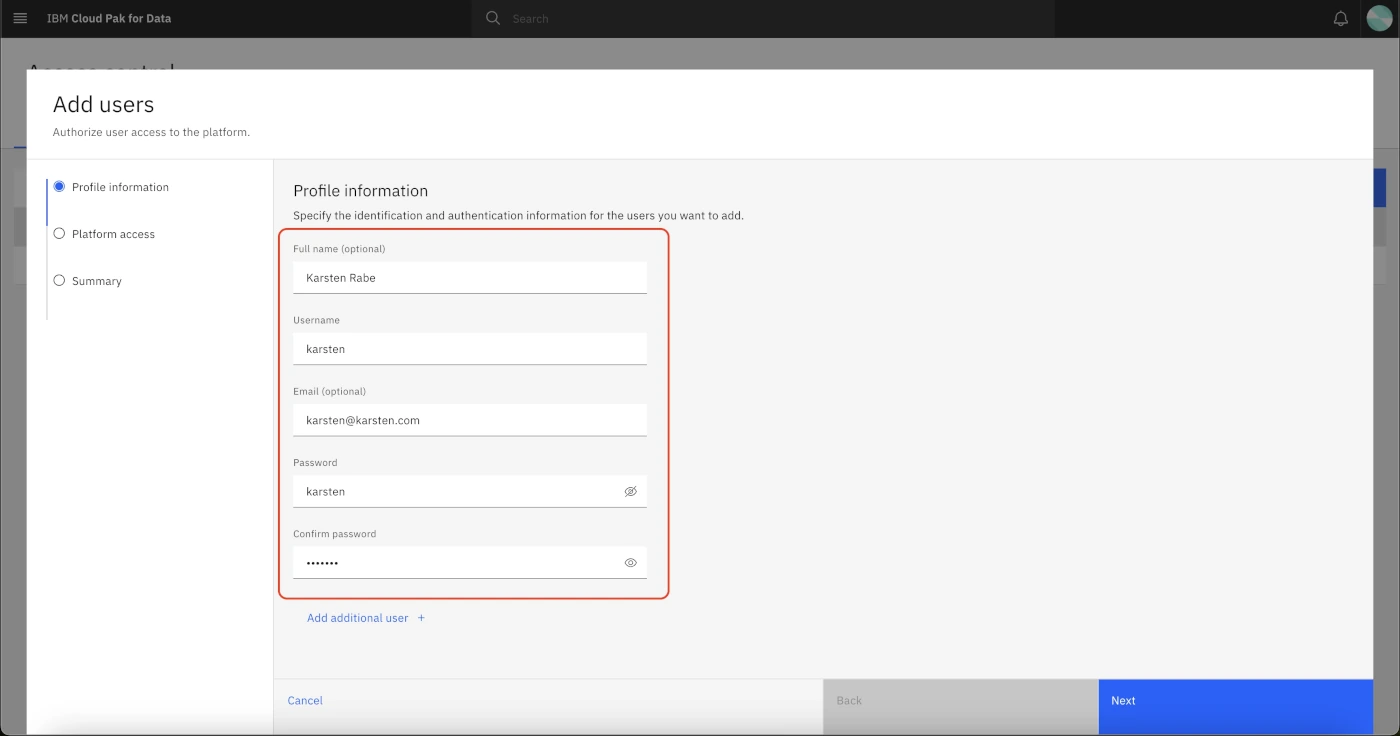 IBM Cloud Pak for Data
Search
Access control
Add users
Authorize user access to the platform.
Profile information
Platform access
Summary
Profile information
Specify the identification and authentication information for the users you want to add.
Full name (optional)
Karsten Rabe
Username
karsten
Email (optional)
karsten@karsten.com
Password
karsten
Confirm password
•••••••
Add additional user +
Cancel
Back
Next